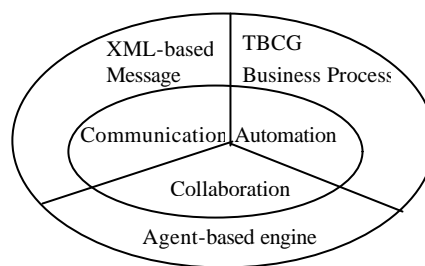 XML-based
Message
TBCG
Business Process
Communication
Automation
Collaboration
Agent-based engine